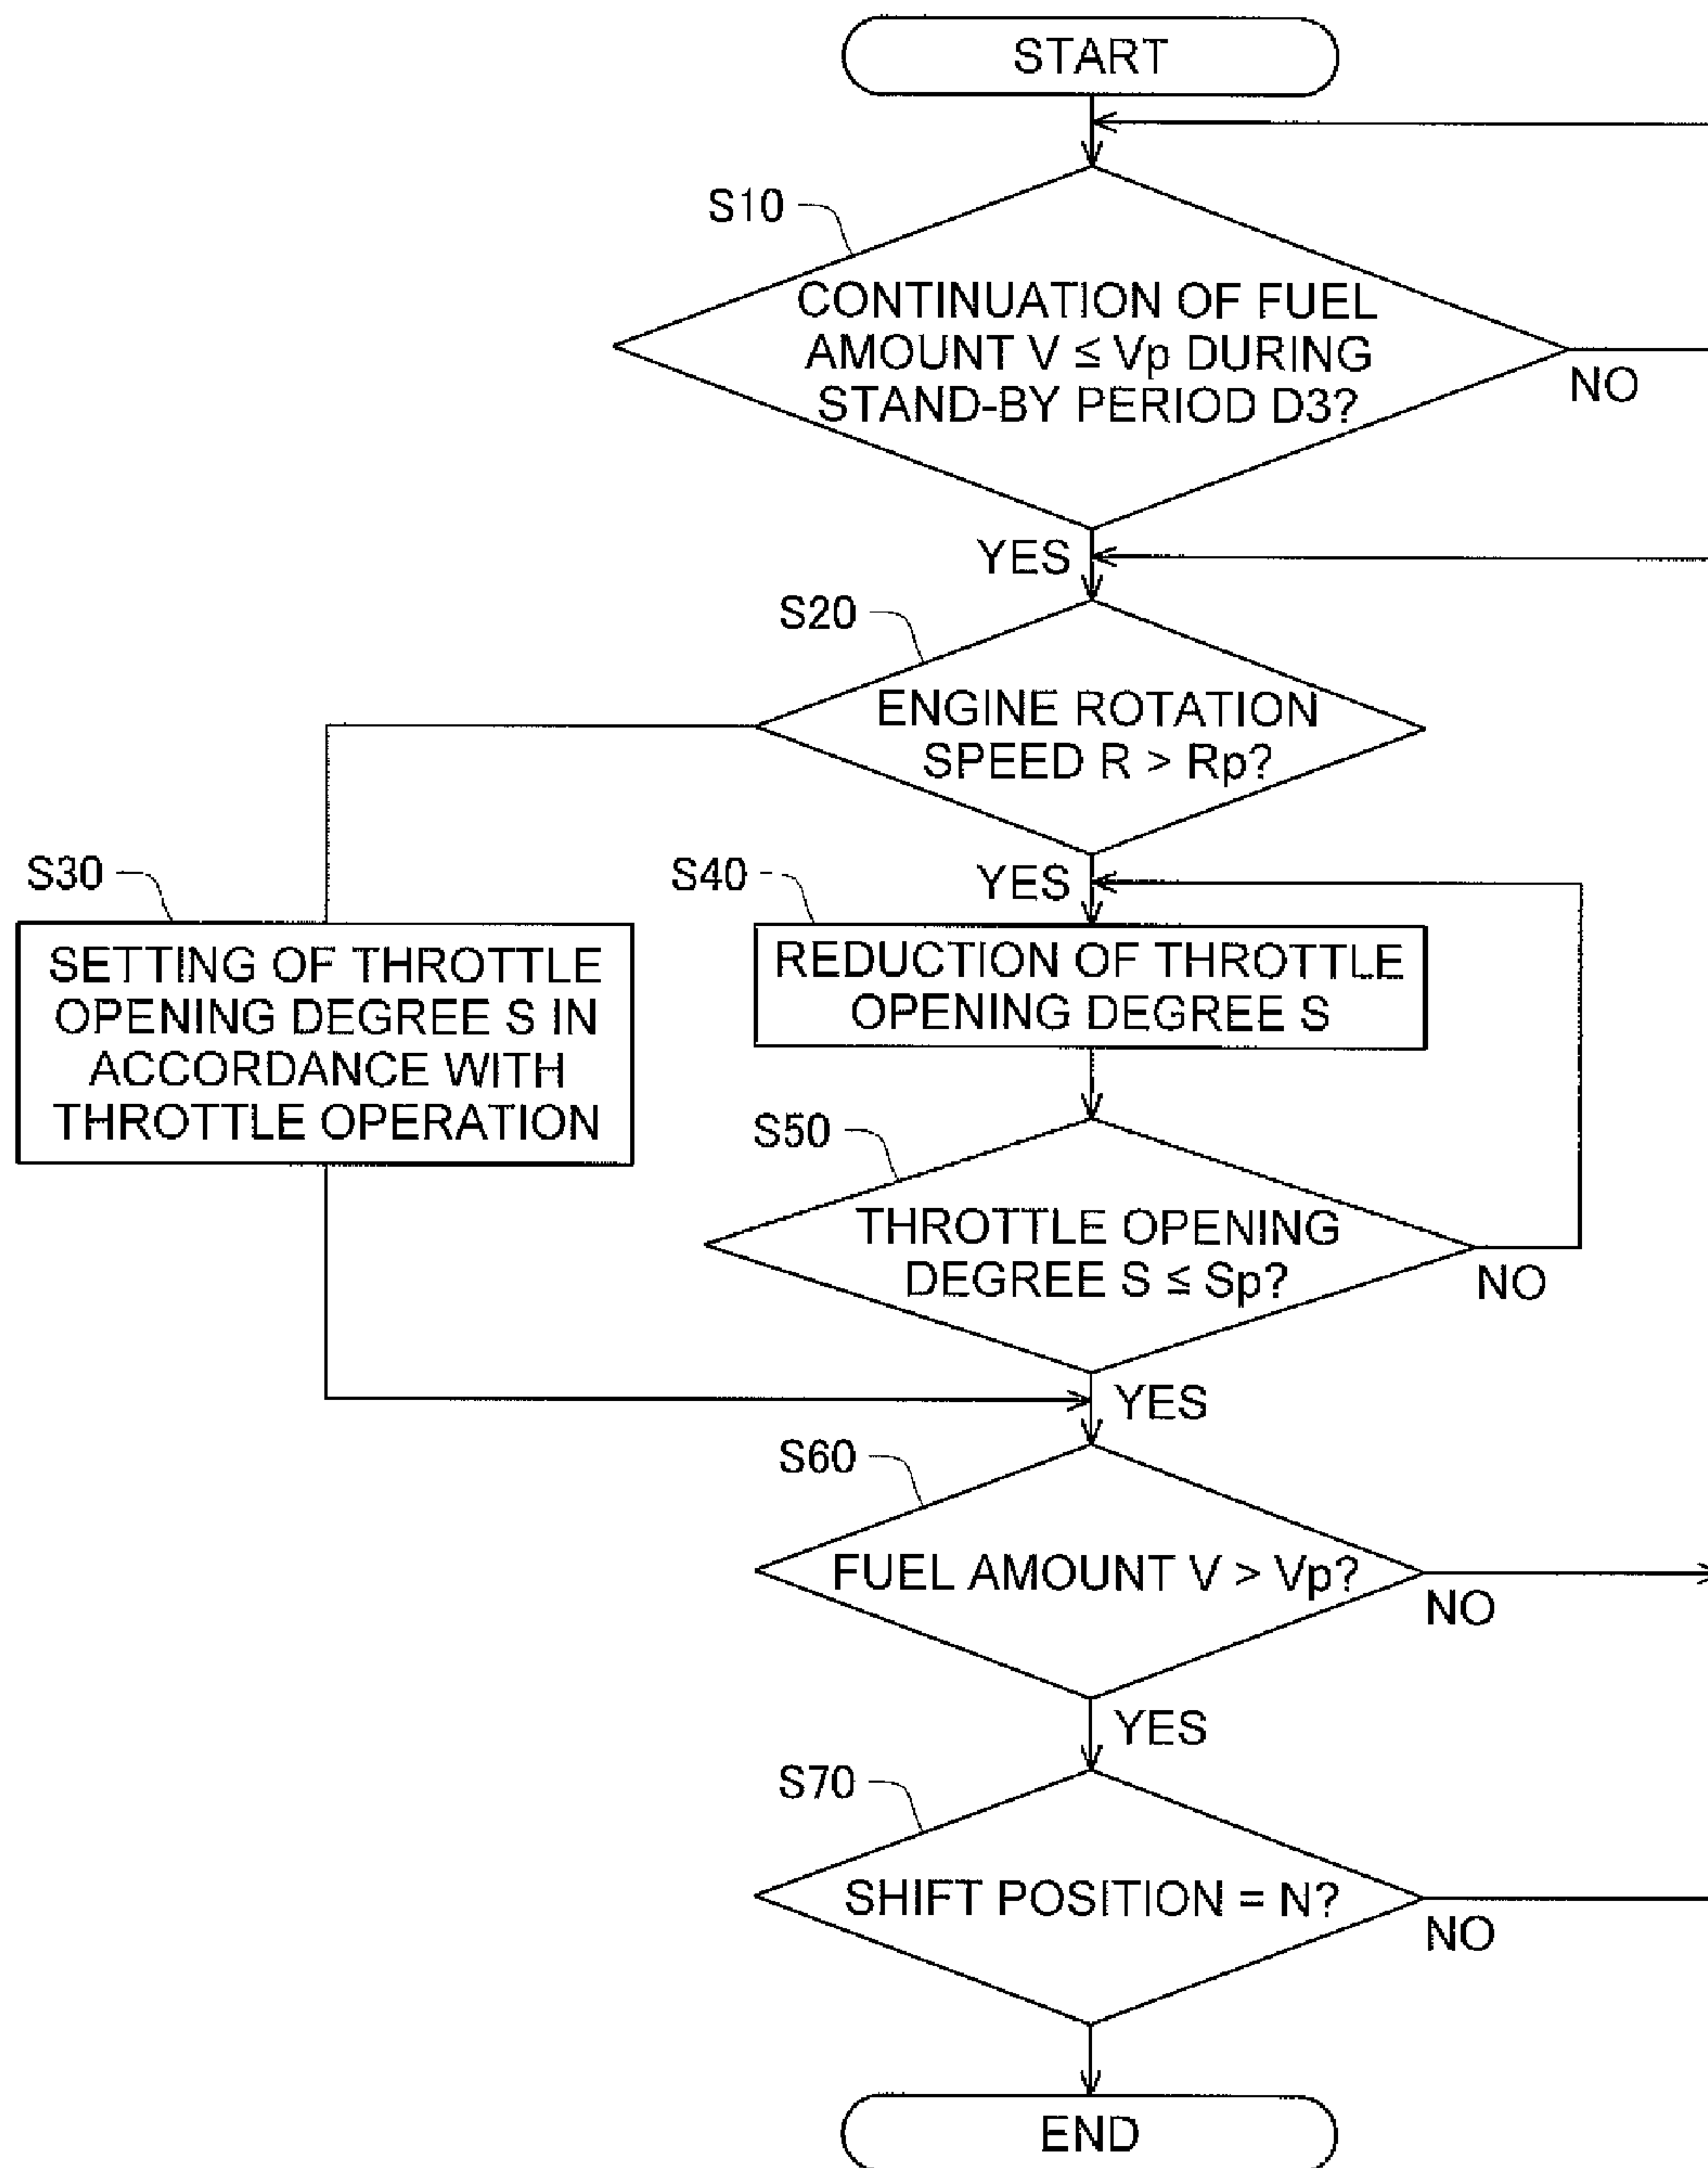 START
S10
CONTINUATION OF FUEL
AMOUNT V ≤ Vp DURING
STAND-BY PERIOD D3?
NO
YES
S20
ENGINE ROTATION
SPEED R > Rp?
YES
S30
SETTING OF THROTTLE
OPENING DEGREE S IN
ACCORDANCE WITH
THROTTLE OPERATION
S40
REDUCTION OF THROTTLE
OPENING DEGREE S
S50
THROTTLE OPENING
DEGREE S ≤ Sp?
NO
YES
S60
FUEL AMOUNT V > Vp?
NO
YES
S70
SHIFT POSITION = N?
NO
END